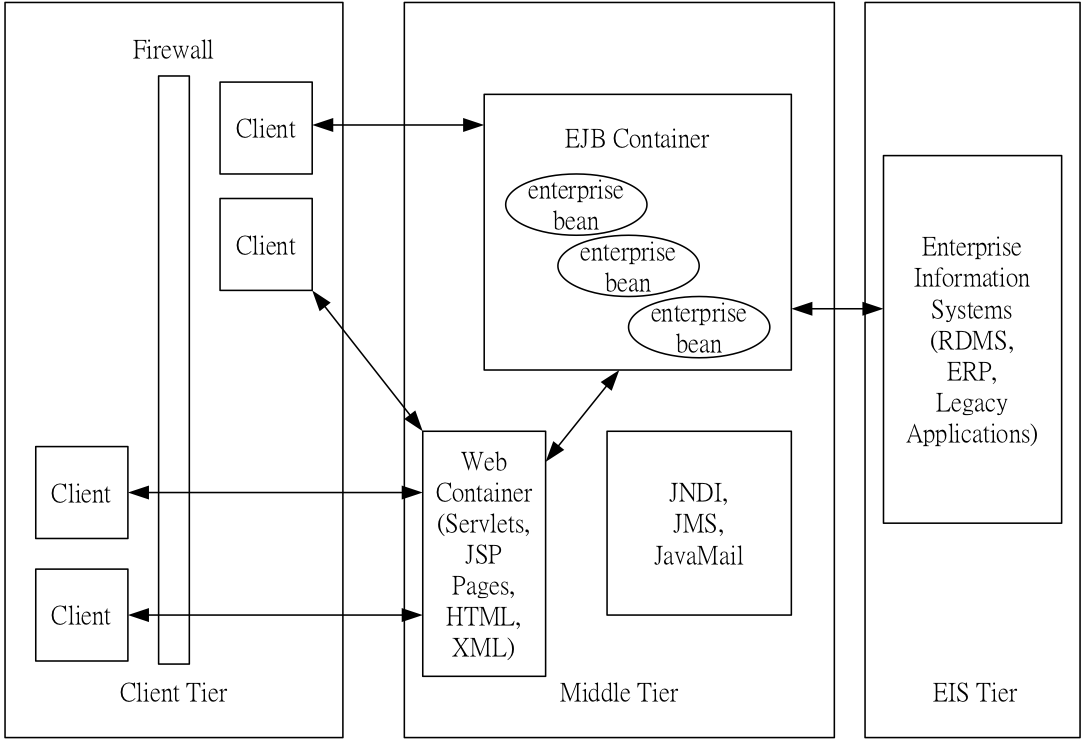 Firewall
Client
Client
Client
Client
Client Tier
EJB Container
enterprise
bean
enterprise
bean
enterprise
bean
Web
Container
(Servlets,
JSP
Pages,
HTML,
XML)
JNDI,
JMS,
JavaMail
Middle Tier
Enterprise
Information
Systems
(RDMS,
ERP,
Legacy
Applications)
EIS Tier